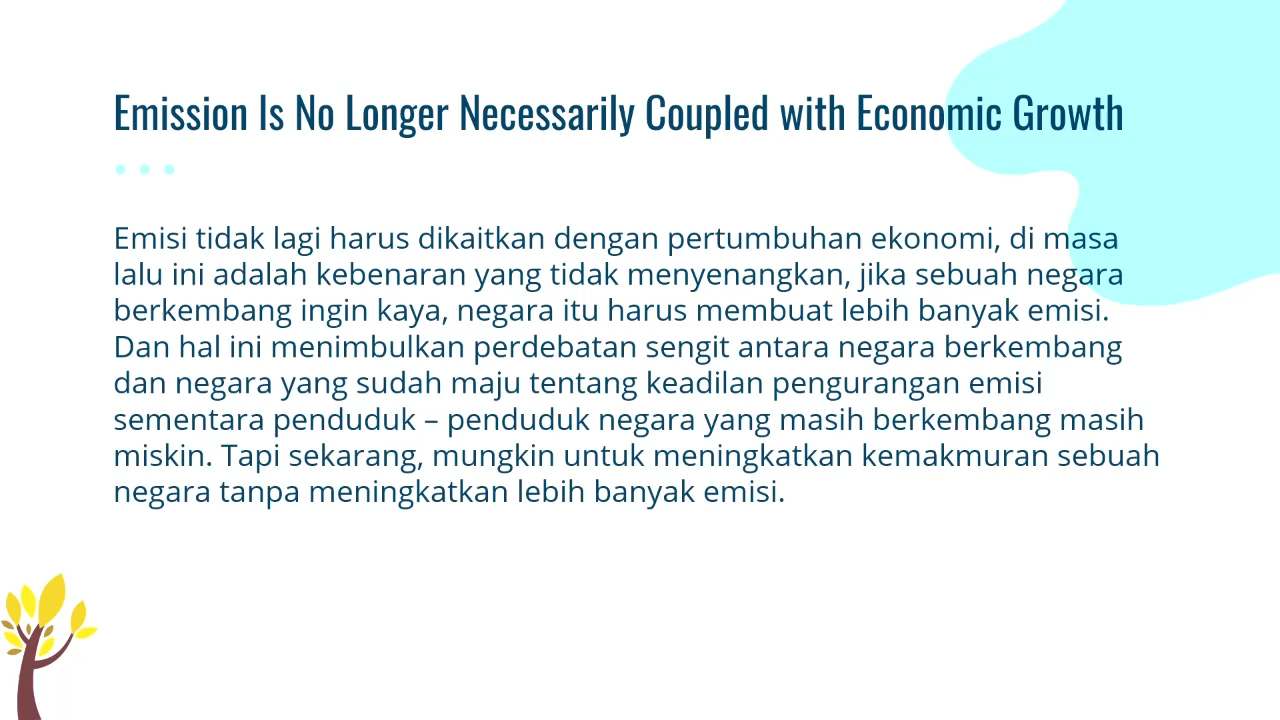 Emission Is No Longer Necessarily Coupled with Economic Growth
Emisi tidak lagi harus dikaitkan dengan pertumbuhan ekonomi, di masa
lalu ini adalah kebenaran yang tidak menyenangkan, jika sebuah negara
berkembang ingin kaya, negara itu harus membuat lebih banyak emisi.
Dan hal ini menimbulkan perdebatan sengit antara negara berkembang
dan negara yang sudah maju tentang keadilan pengurangan emisi
sementara penduduk – penduduk negara yang masih berkembang masih
miskin. Tapi sekarang, mungkin untuk meningkatkan kemakmuran sebuah
negara tanpa meningkatkan lebih banyak emisi.